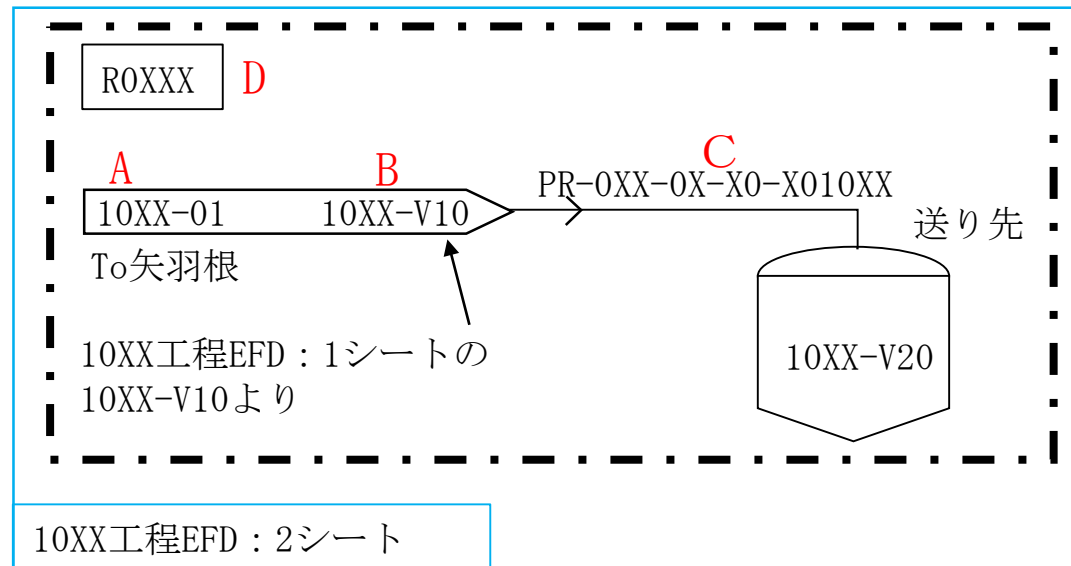 R0XXX
D
A
B
C
PR-0XX-0X-X0-X010XX
10XX-01
10XX-V10
送り先
To矢羽根
10XX工程EFD：1シートの
10XX-V10より
10XX-V20
10XX工程EFD：2シート